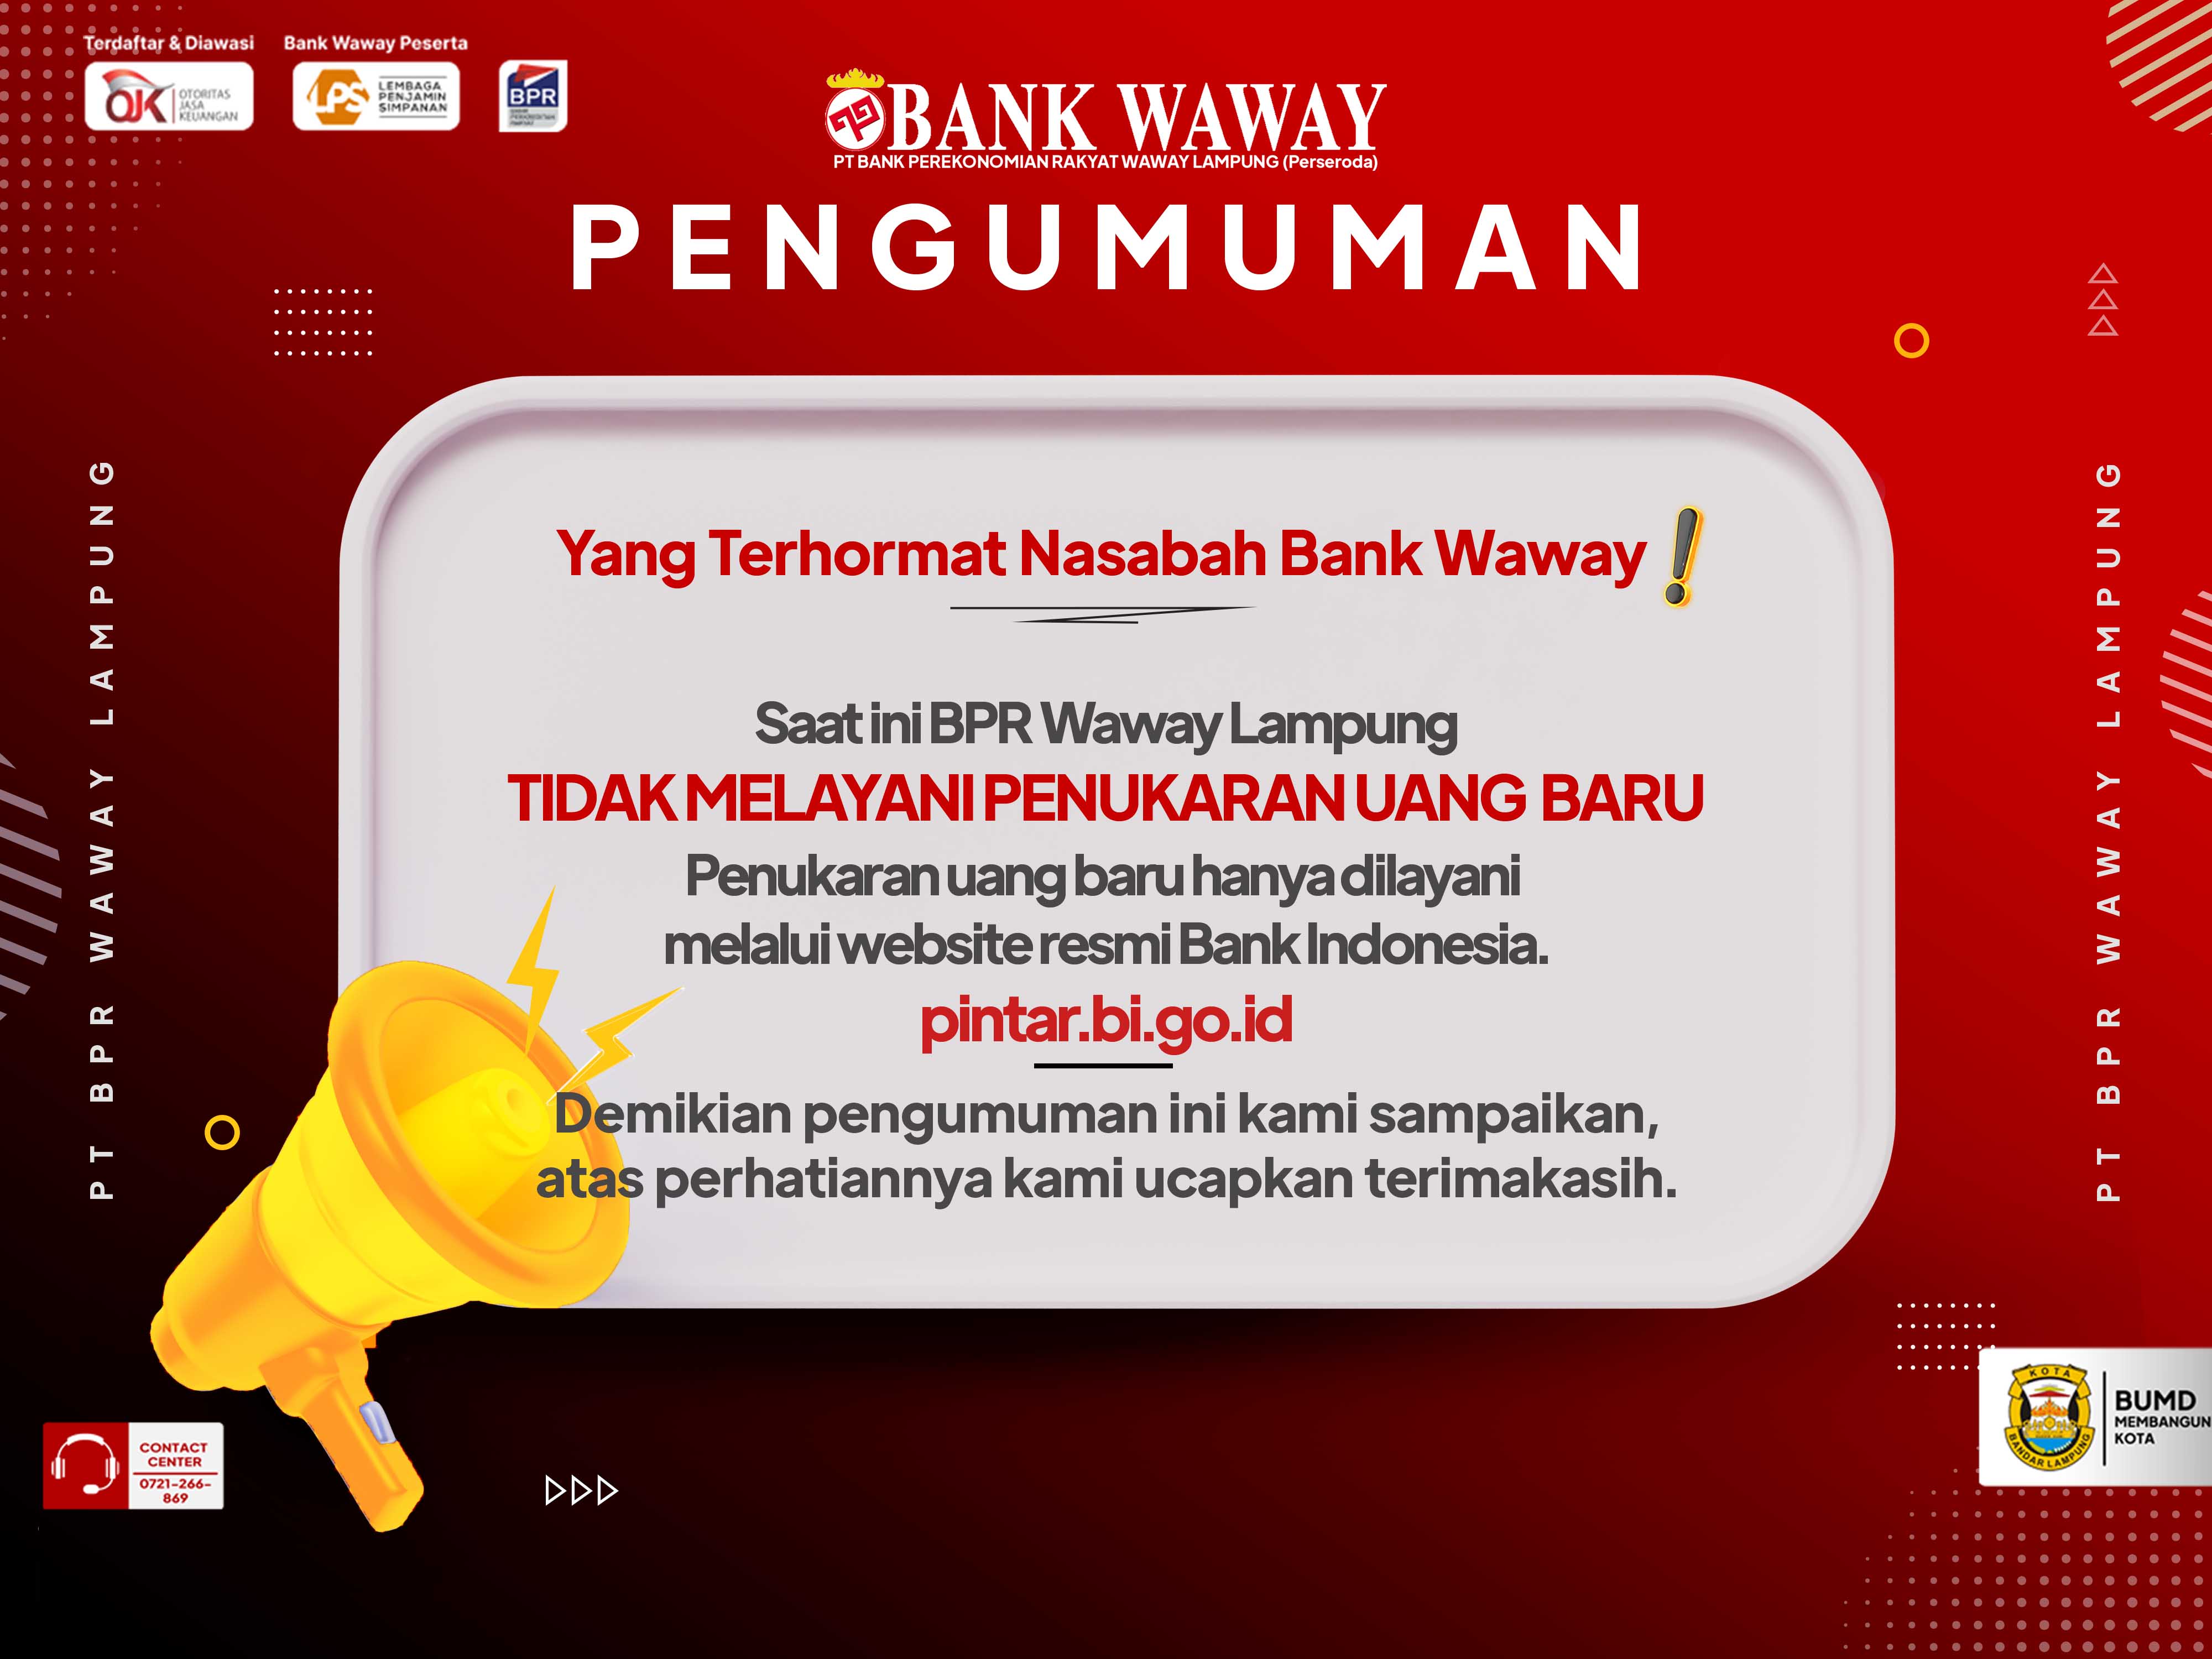 Terdaftar & Diawasi
Bank Waway Peserta
OJK OTORITAS
JASA
KEUANGAN
LPS LEMBAGA
PENJAMIN
SIMPANAN
BPR
BANK WAWAY
PT BANK PEREKONOMIAN RAKYAT WAWAY LAMPUNG (Perseroda)
PENGUMUMAN
PT BPR WAWAY LAMPUNG
Yang Terhormat Nasabah Bank Waway!
Saat ini BPR Waway Lampung
TIDAK MELAYANI PENUKARAN UANG BARU
Penukaran uang baru hanya dilayani
melalui website resmi Bank Indonesia.
pintar.bi.go.id
Demikian pengumuman ini kami sampaikan,
atas perhatiannya kami ucapkan terimakasih.
PT BPR WAWAY LAMPUNG
CONTACT
CENTER
0721-266-
869
KOTA
BANDAR LAMPUNG
BUMD
MEMBANGUN
KOTA